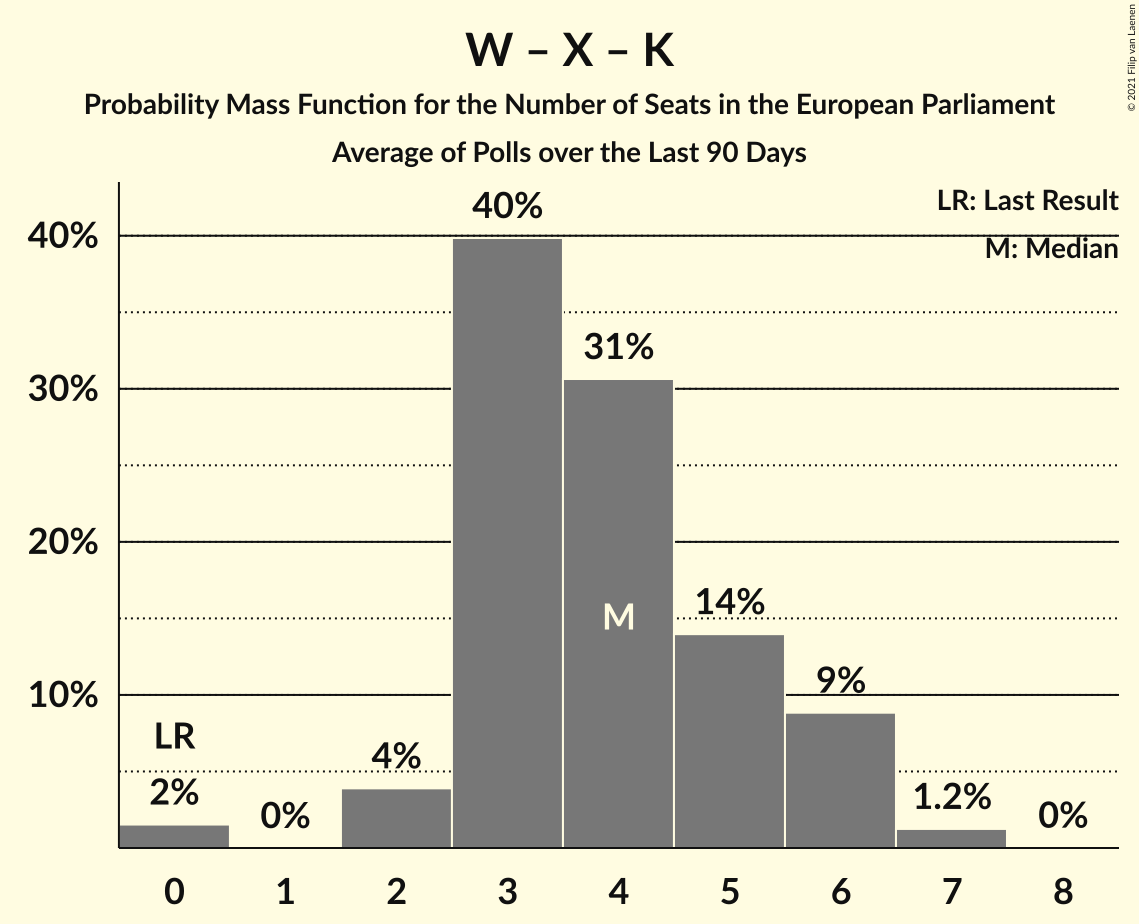 W – X – K
Probability Mass Function for the Number of Seats in the European Parliament
Average of Polls over the Last 90 Days
© 2021 Filip van Laenen
LR: Last Result
M: Median
40%
30%
20%
10%
LR
2%
0%
4%
40%
31%
M
14%
9%
1.2%
0%
0 1 2 3 4 5 6 7 8